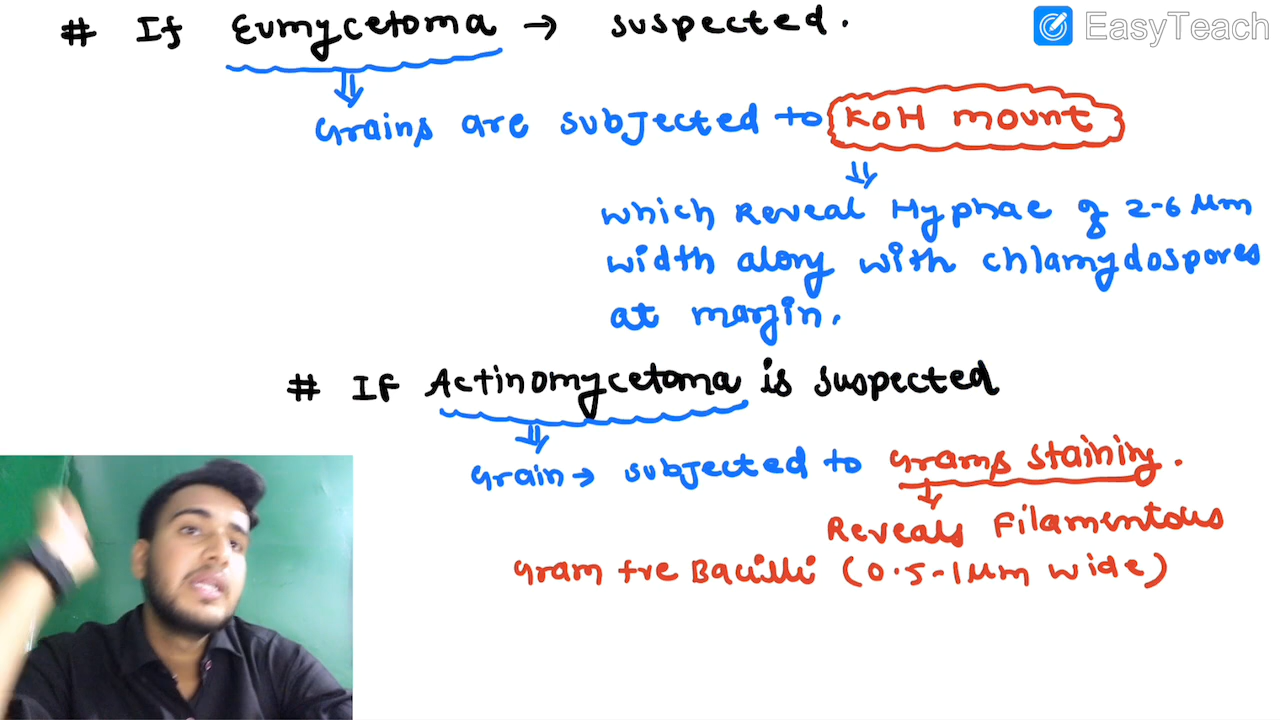 # If Eumycetoma → suspected.
EasyTeach
Grains are subjected to KOH mount
which Reveal Hyphae of 2-6 μm
width along with chlamydospores
at margin.
# If Actinomycetoma is suspected
Grain → subjected to Grams Staining.
Reveals Filamentous
Gram +ve Bacilli (0.5-1μm wide)